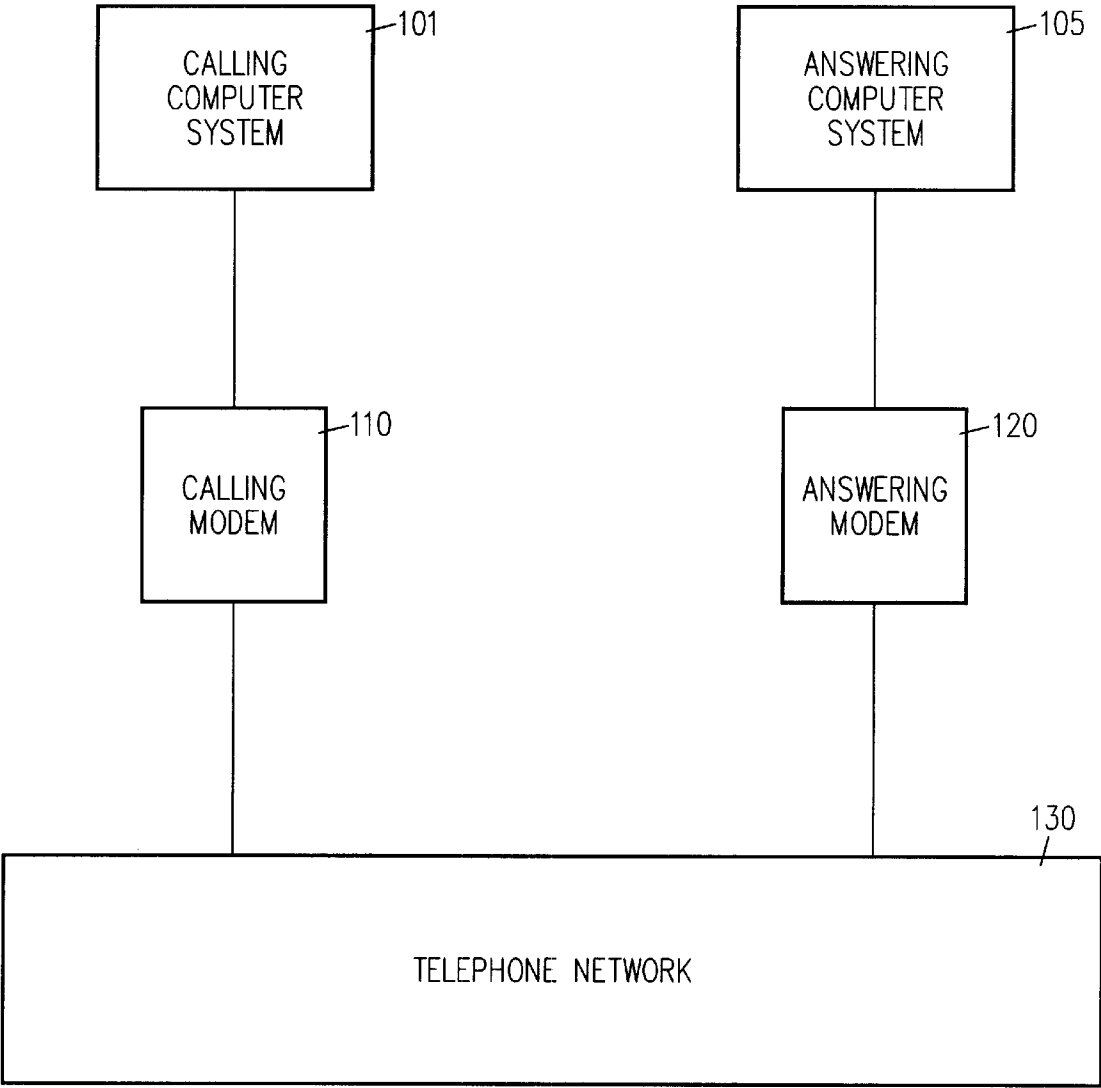 101
CALLING
COMPUTER
SYSTEM
105
ANSWERING
COMPUTER
SYSTEM
110
CALLING
MODEM
120
ANSWERING
MODEM
130
TELEPHONE NETWORK